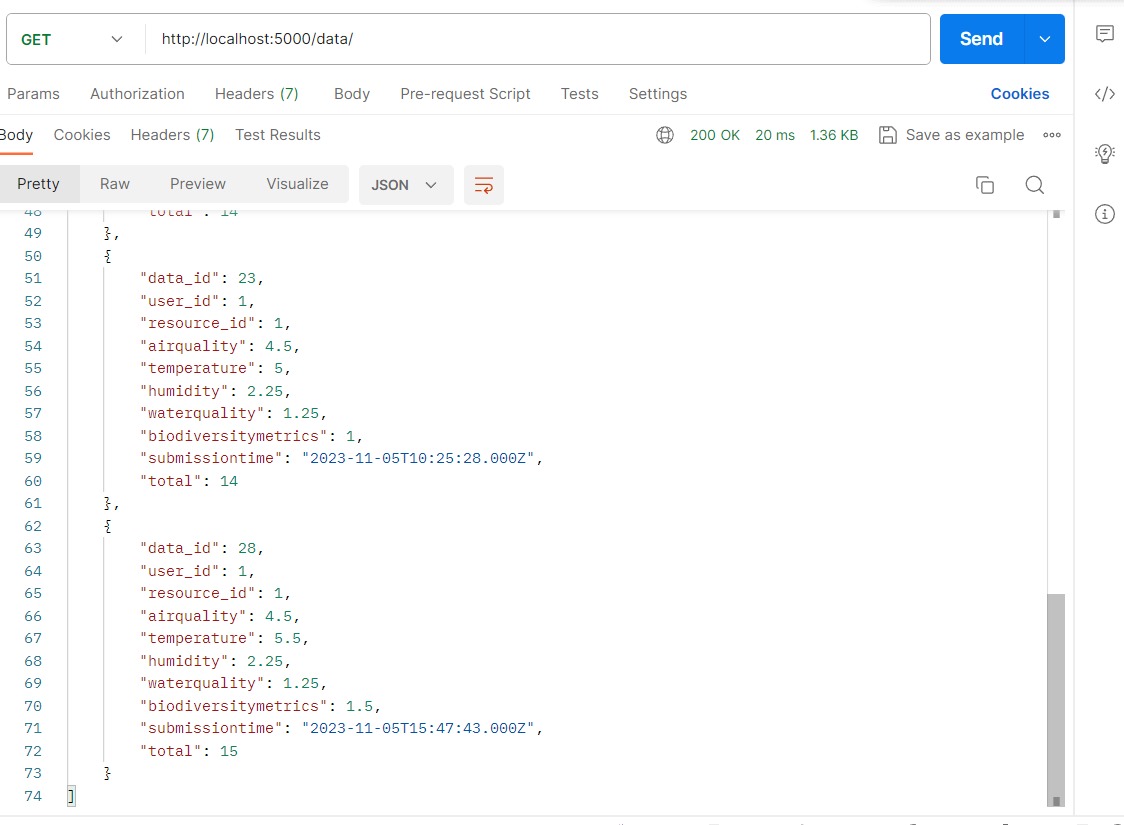 GET http://localhost:5000/data/ Send
Params Authorization Headers (7) Body Pre-request Script Tests Settings Cookies
Body Cookies Headers (7) Test Results 200 OK 20 ms 1.36 KB Save as example
Pretty Raw Preview Visualize JSON
48 "total": 14
49 },
50 {
51 "data_id": 23,
52 "user_id": 1,
53 "resource_id": 1,
54 "airquality": 4.5,
55 "temperature": 5,
56 "humidity": 2.25,
57 "waterquality": 1.25,
58 "biodiversitymetrics": 1,
59 "submissiontime": "2023-11-05T10:25:28.000Z",
60 "total": 14
61 },
62 {
63 "data_id": 28,
64 "user_id": 1,
65 "resource_id": 1,
66 "airquality": 4.5,
67 "temperature": 5.5,
68 "humidity": 2.25,
69 "waterquality": 1.25,
70 "biodiversitymetrics": 1.5,
71 "submissiontime": "2023-11-05T15:47:43.000Z",
72 "total": 15
73 }
74 ]